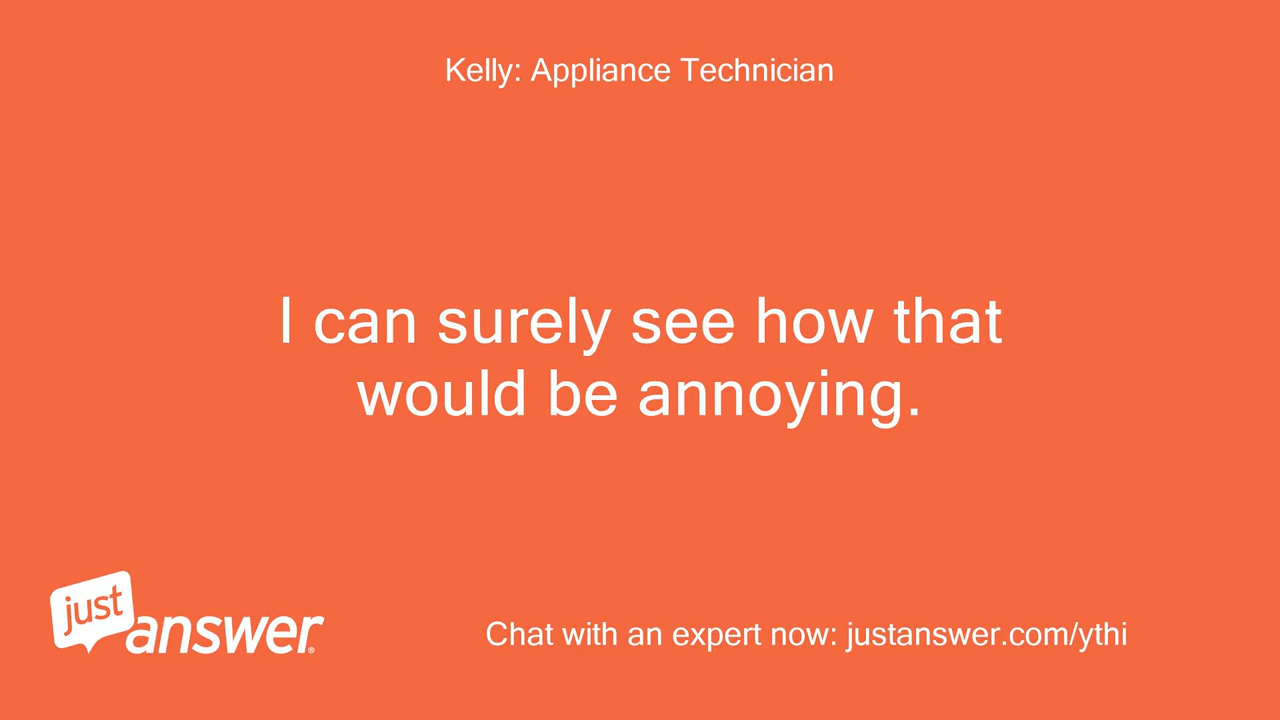 Kelly: Appliance Technician
I can surely see how that
would be annoying.
just
answer®
Chat with an expert now: justanswer.com/ythi